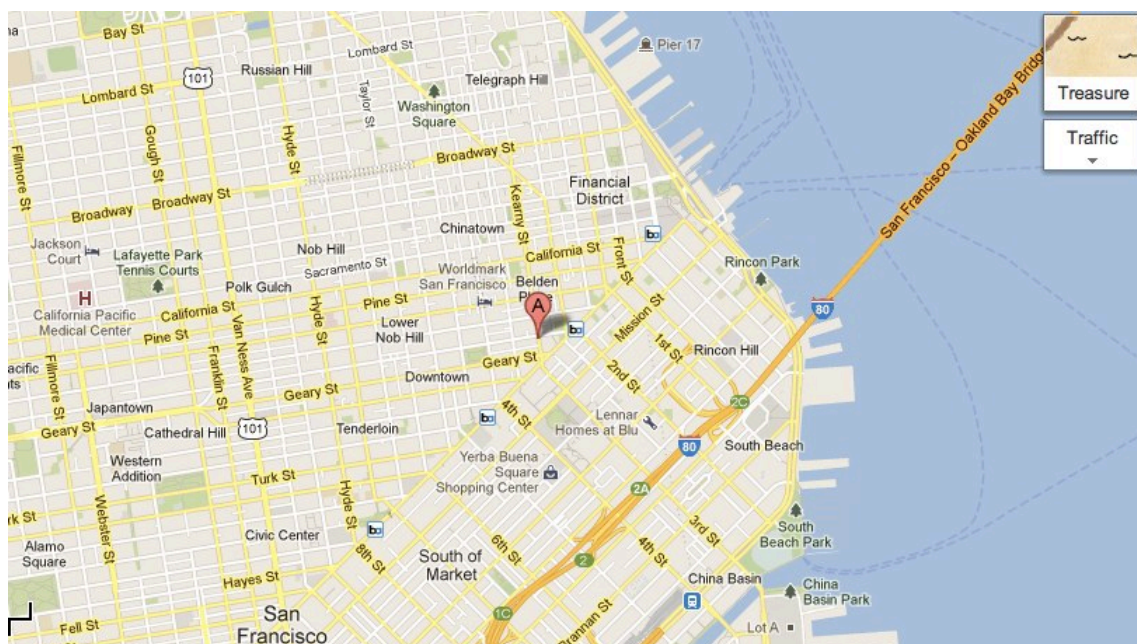 Bay St
Lombard St
Pier 17
101
Russian Hill
Telegraph Hill
Treasure
Lombard St
Taylor St
Washington
Square
Traffic
San Francisco – Oakland Bay Bridge
Fillmore St
Gough St
Hyde St
Broadway St
Broadway St
Broadway St
Kearny St
Financial
District
Chinatown
Jackson
Court
Lafayette Park
Tennis Courts
Nob Hill
Sacramento St
California St
Front St
Rincon Park
Worldmark
San Francisco
Belden
Polk Gulch
Pine St
H
California Pacific
Medical Center
California St
Pine St
Van Ness Ave
Hyde St
Lower
Nob Hill
A
Mission St
1st St
80
Rincon Hill
Geary St
Franklin St
Fillmore St
Downtown
2nd St
Geary St
2C
Japantown
Geary St
Cathedral Hill
101
Tenderloin
4th St
Lennar
Homes at Blu
80
South Beach
Western
Addition
Turk St
Yerba Buena
Square
Shopping Center
2A
Hyde St
Webster St
Civic Center
3rd St
South
Beach Park
Alamo
Square
8th St
South of
Market
6th St
2
4th St
Hayes St
China Basin
China
Basin Park
Fell St
San
Francisco
1C
Brannan St
Lot A